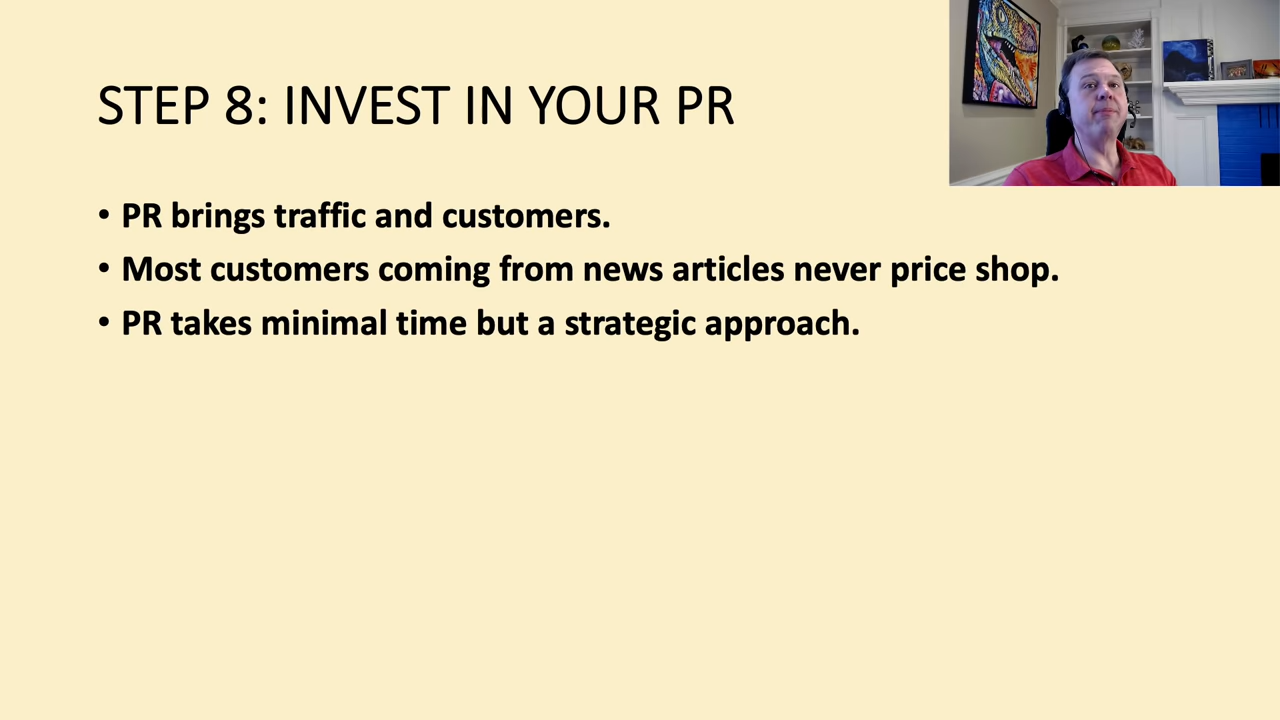 STEP 8: INVEST IN YOUR PR
• PR brings traffic and customers.
• Most customers coming from news articles never price shop.
• PR takes minimal time but a strategic approach.